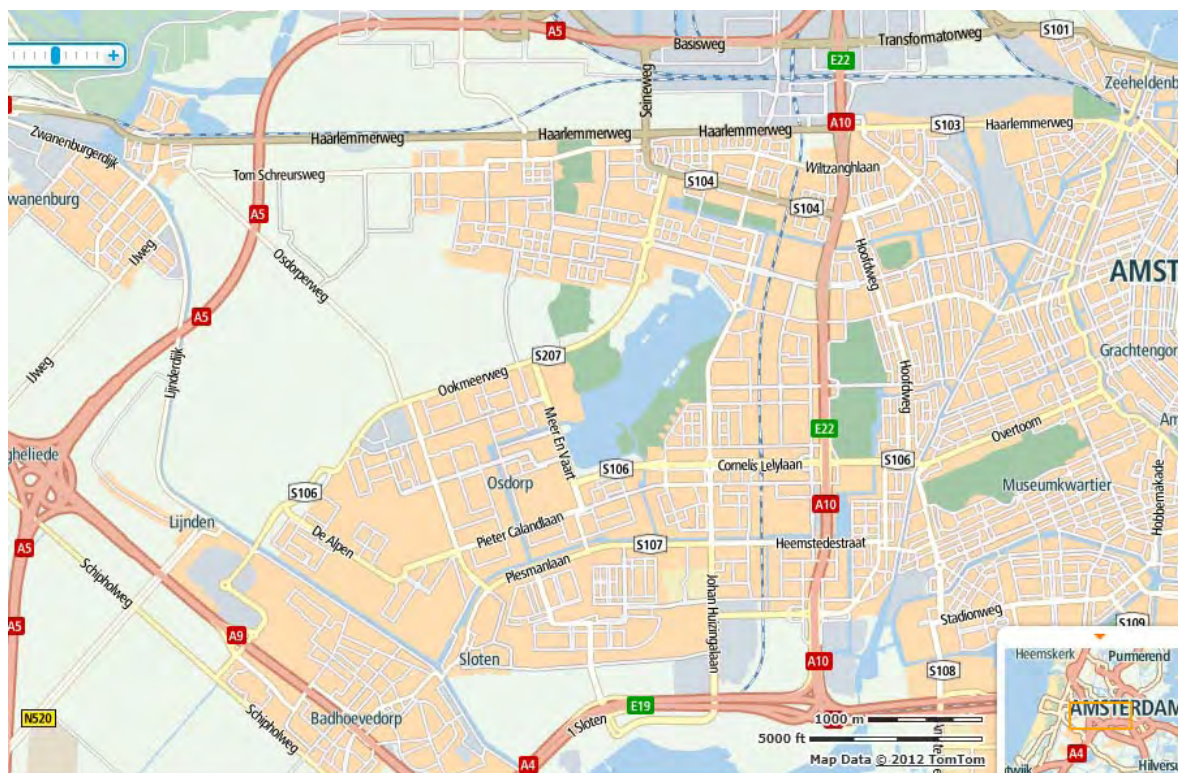 A5
Basisweg
Transformatorweg
S101
E22
Zeeheldenb
Seineweg
A10
Haarlemmerweg
Haarlemmerweg
Haarlemmerweg
S103
Haarlemmerweg
Zwanenburgerdijk
A5
Tom Schreursweg
Wiltzanghlaan
S104
S104
wanenburg
A5
IJweg
Osdorperweg
Hoofdweg
AMST
A5
Lijnderdijk
IJweg
S207
Ookmeerweg
Hoofdweg
Grachtengor
Meer En Vaart
E22
Overtoom
Am
gheliede
S106
Osdorp
S106
Cornelis Lelylaan
S106
Museumkwartier
Hobbemakade
A10
Lijnden
De Alpen
Pieter Calandlaan
S107
Heemstedestraat
A5
Schipholweg
Plesmanlaan
Johan Huizingalaan
Stadionweg
S109
A5
A9
Sloten
A10
S108
Heemskerk
Purmerend
AMSTERDAM
N520
Badhoevedorp
Schipholweg
E19
1 Sloten
A4
1000 m
5000 ft
Map Data © 2012 TomTom
A4
Hilvers